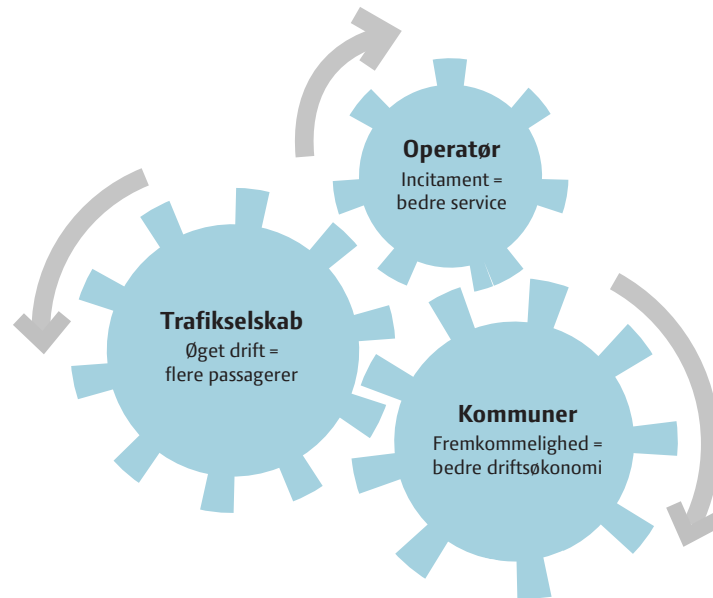 Operatør
Incitament =
bedre service
Trafikselskab
Øget drift =
flere passagerer
Kommuner
Fremkommelighed =
bedre driftsøkonomi